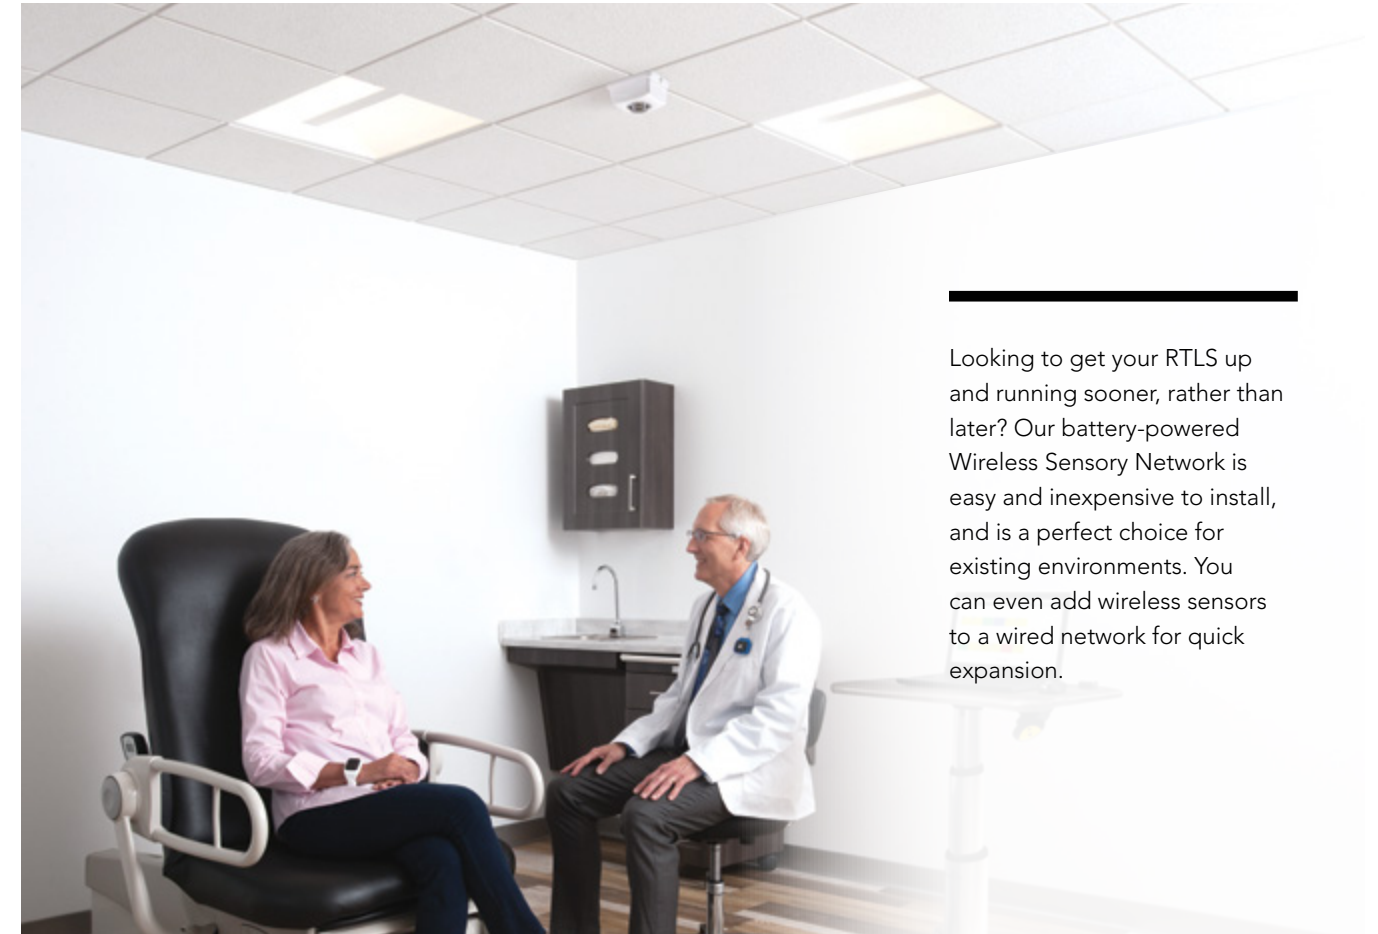 Looking to get your RTLS up
and running sooner, rather than
later? Our battery-powered
Wireless Sensory Network is
easy and inexpensive to install,
and is a perfect choice for
existing environments. You
can even add wireless sensors
to a wired network for quick
expansion.